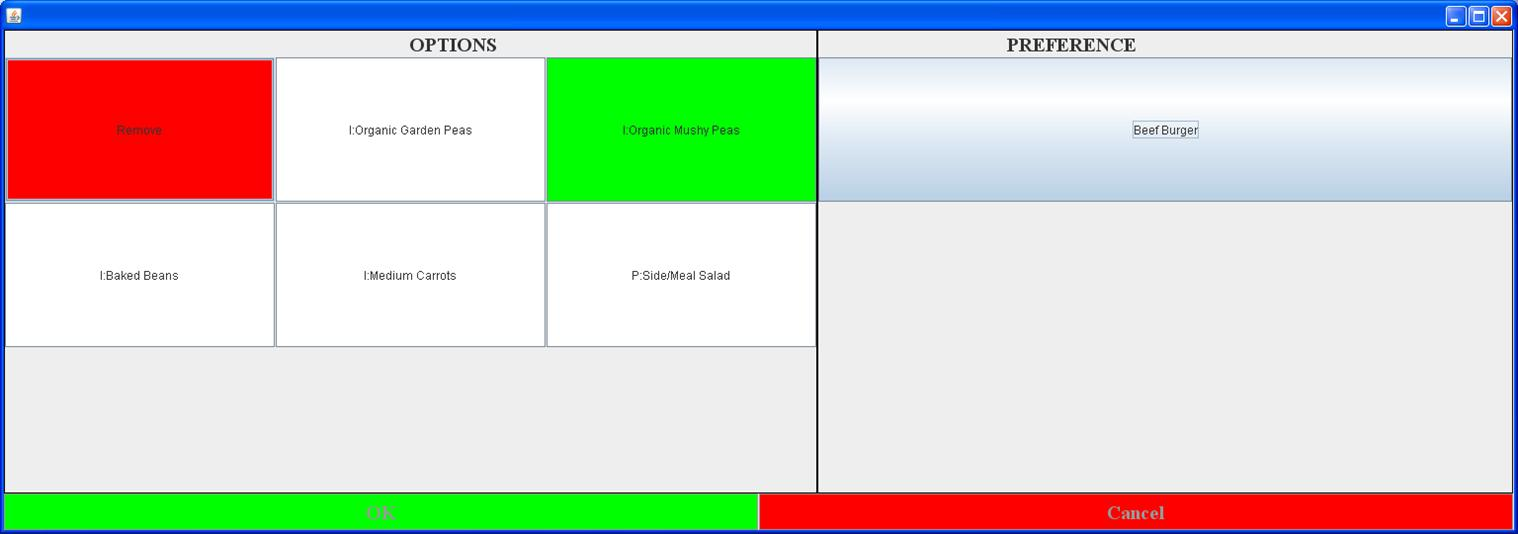 OPTIONS
PREFERENCE
Remove
I:Organic Garden Peas
I:Organic Mushy Peas
Beef Burger
I:Baked Beans
I:Medium Carrots
P:Side/Meal Salad
OK
Cancel